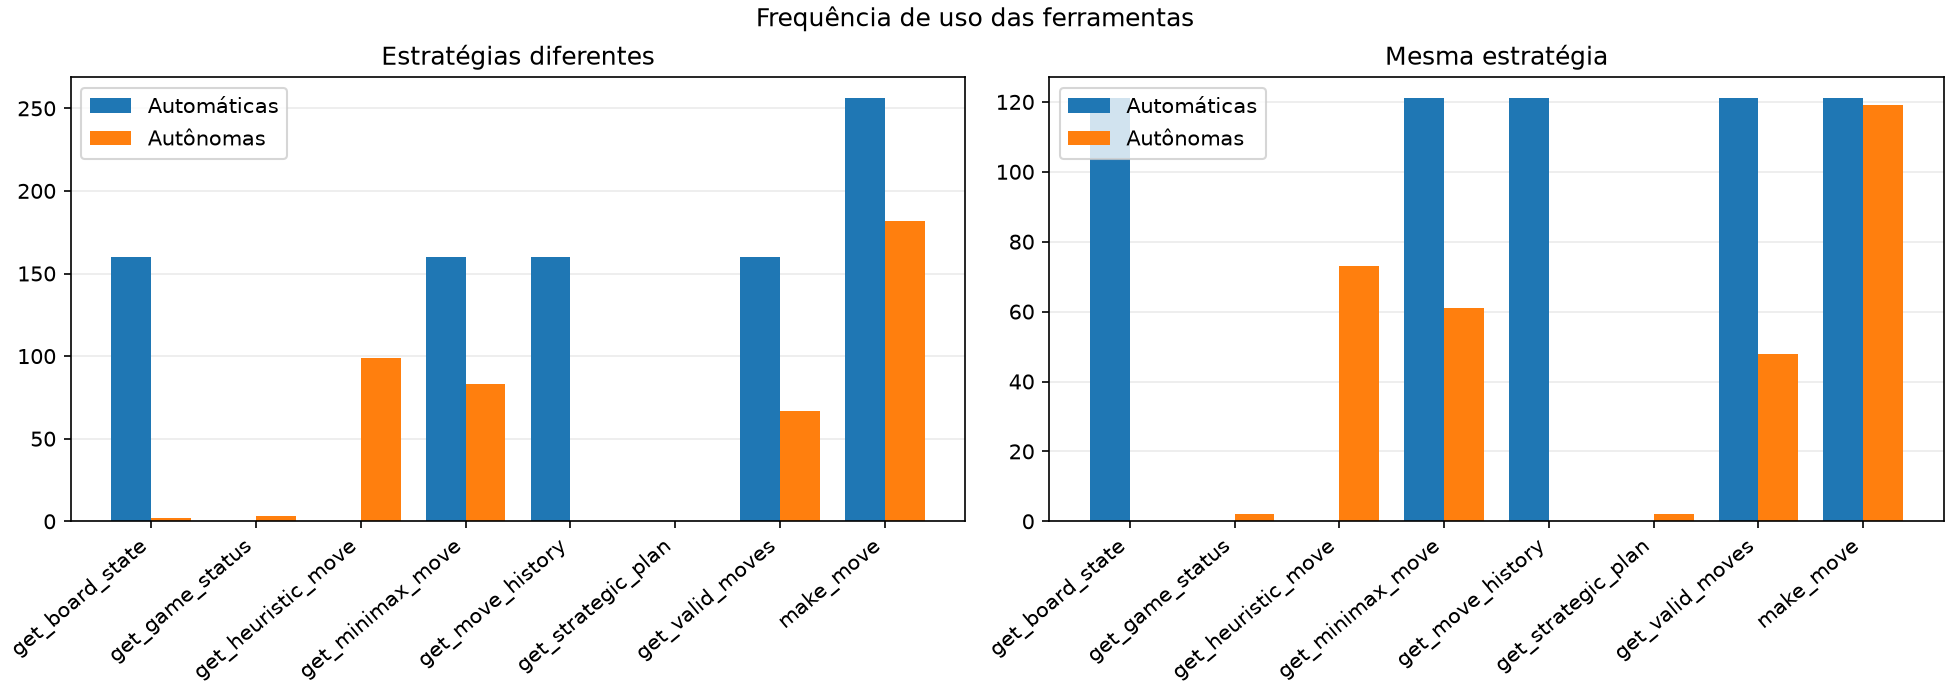 Frequência de uso das ferramentas
Estratégias diferentes
Automáticas
Autônomas
250
200
150
100
50
0
get_board_state
get_game_status
get_heuristic_move
get_minimax_move
get_move_history
get_strategic_plan
get_valid_moves
make_move
Mesma estratégia
Automáticas
Autônomas
120
100
80
60
40
20
0
get_board_state
get_game_status
get_heuristic_move
get_minimax_move
get_move_history
get_strategic_plan
get_valid_moves
make_move